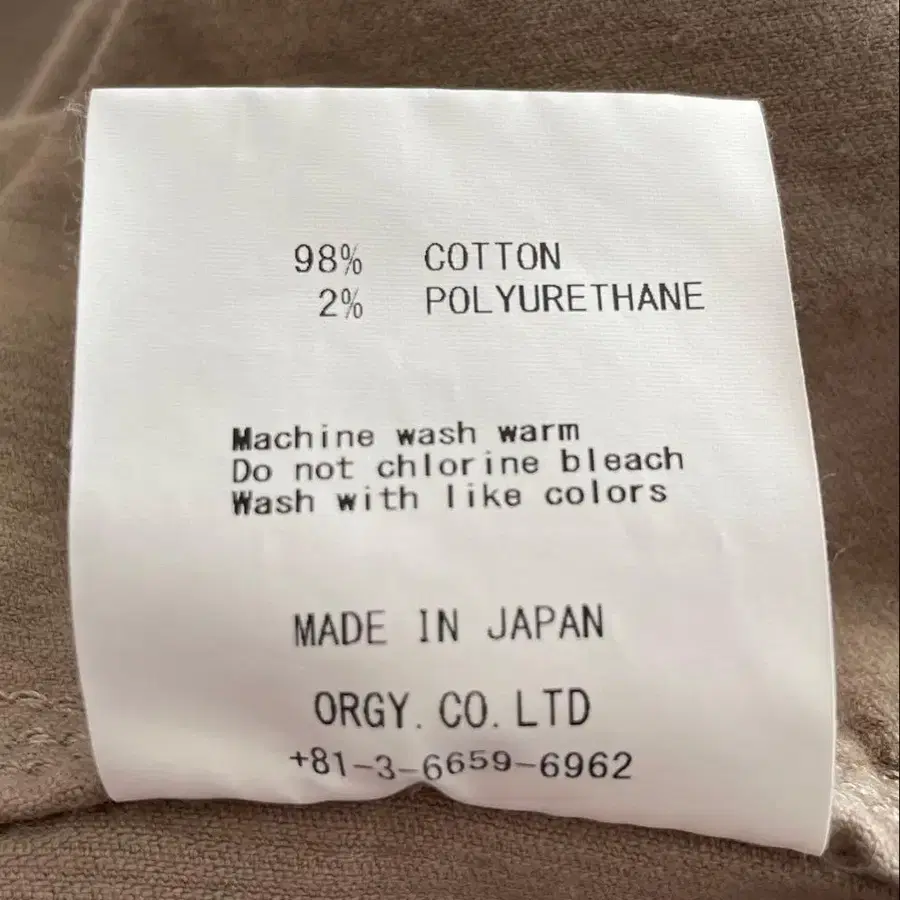 98% COTTON
2% POLYURETHANE
Machine wash warm
Do not chlorine bleach
Wash with like colors
MADE IN JAPAN
ORGY.CO.LTD
+81-3-6659-6962